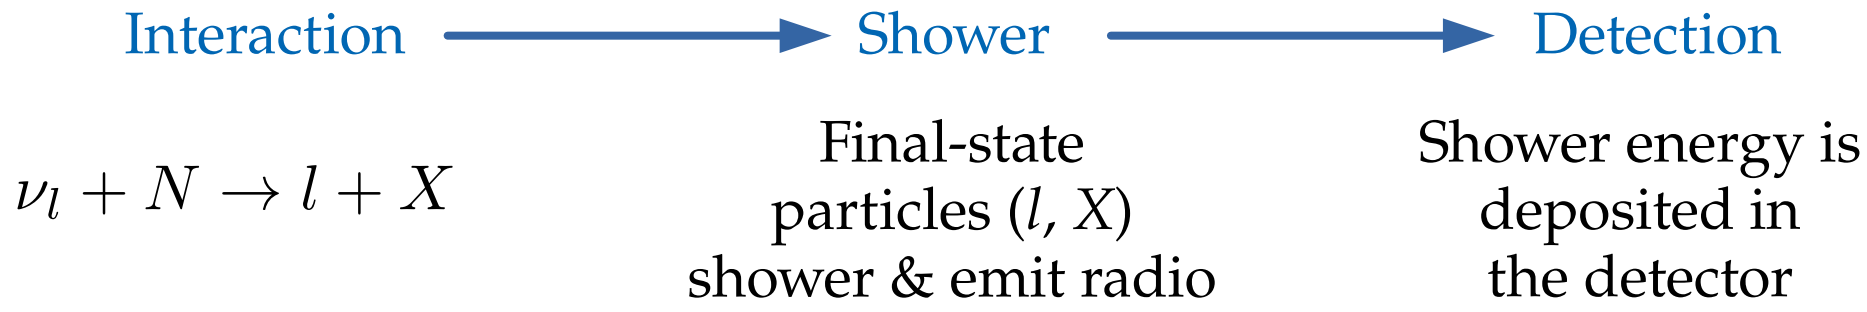 Interaction
Shower
Detection
ν_l + N → l + X
Final-state
particles (l, X)
shower & emit radio
Shower energy is
deposited in
the detector